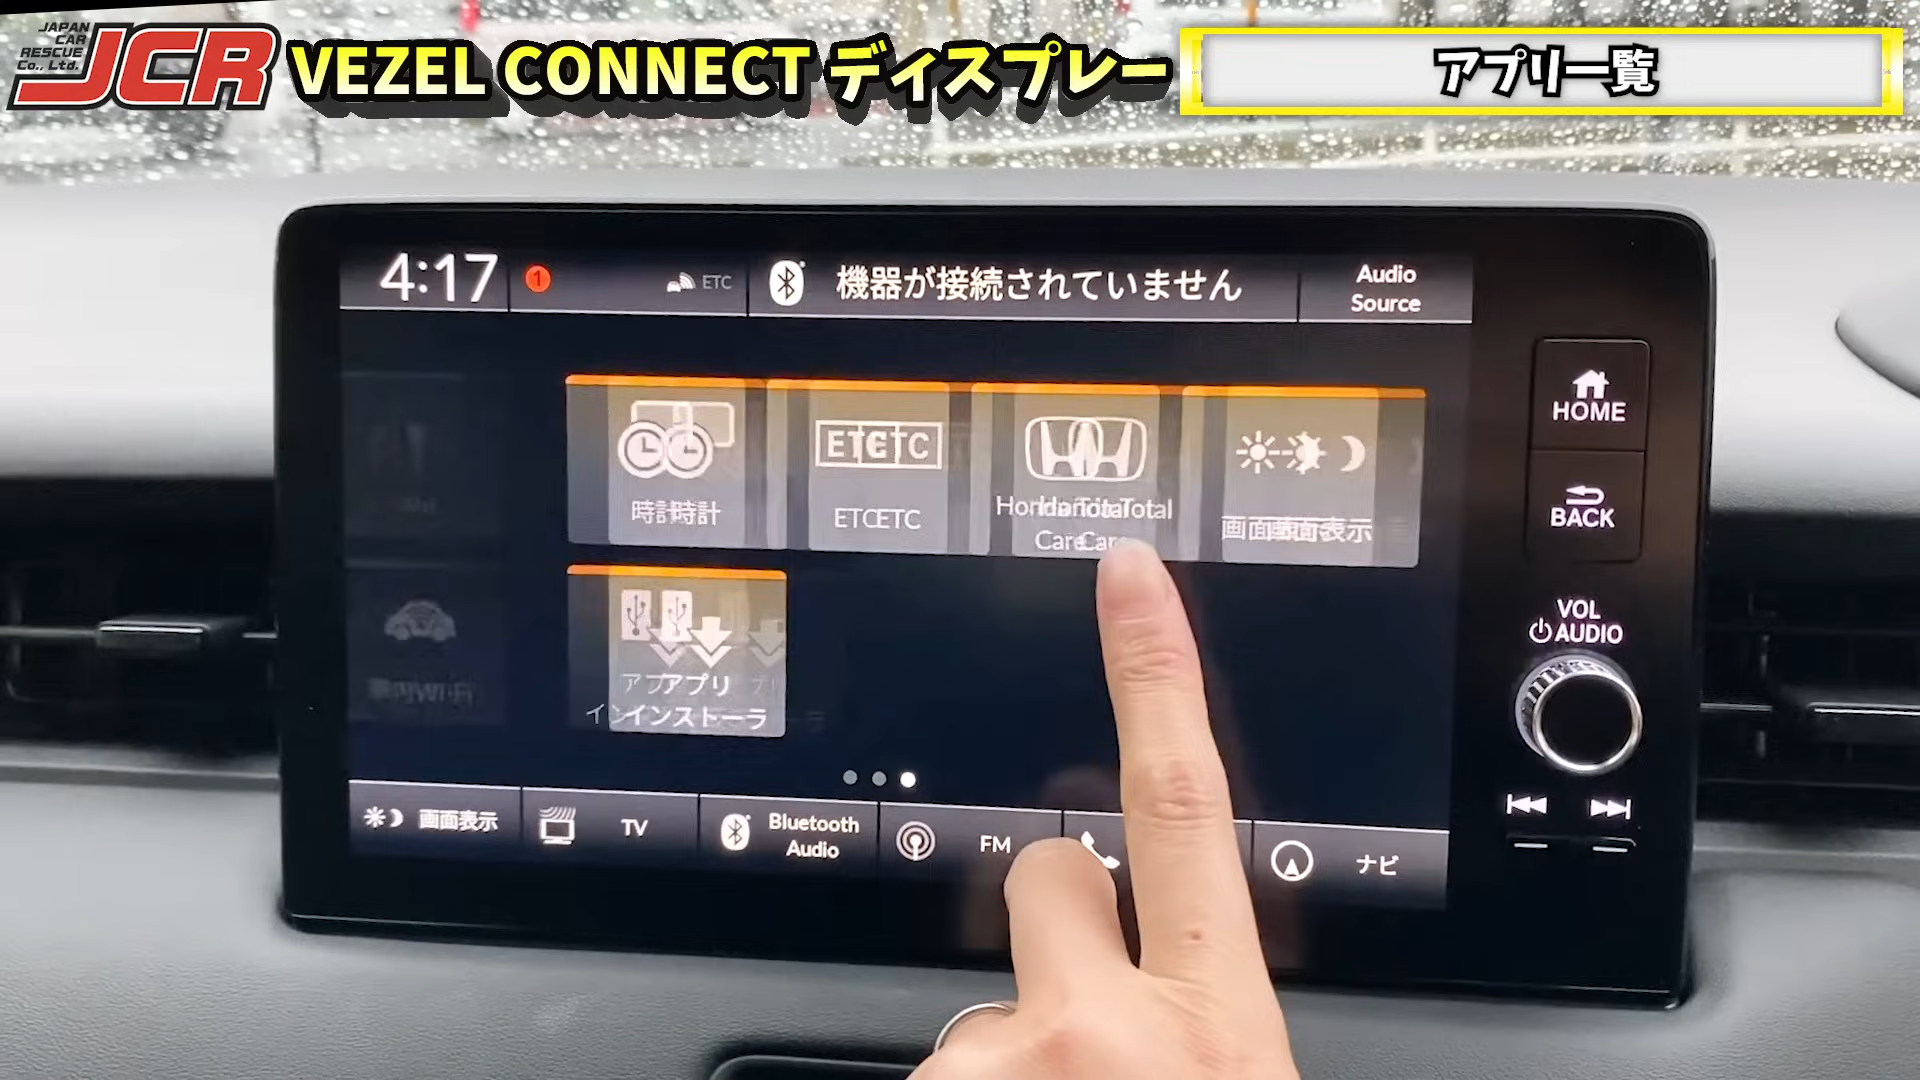 JAPAN
CAR
RESCUE
Co., Ltd.
JCR
VEZEL CONNECT ディスプレー
アプリ一覧
4:17
1
ETC
機器が接続されていません
Audio
Source
時計
ETC
Honda Total
Care
画面表示
アプリ
インストーラ
HOME
BACK
VOL
AUDIO
画面表示
TV
Bluetooth
Audio
FM
ナビ